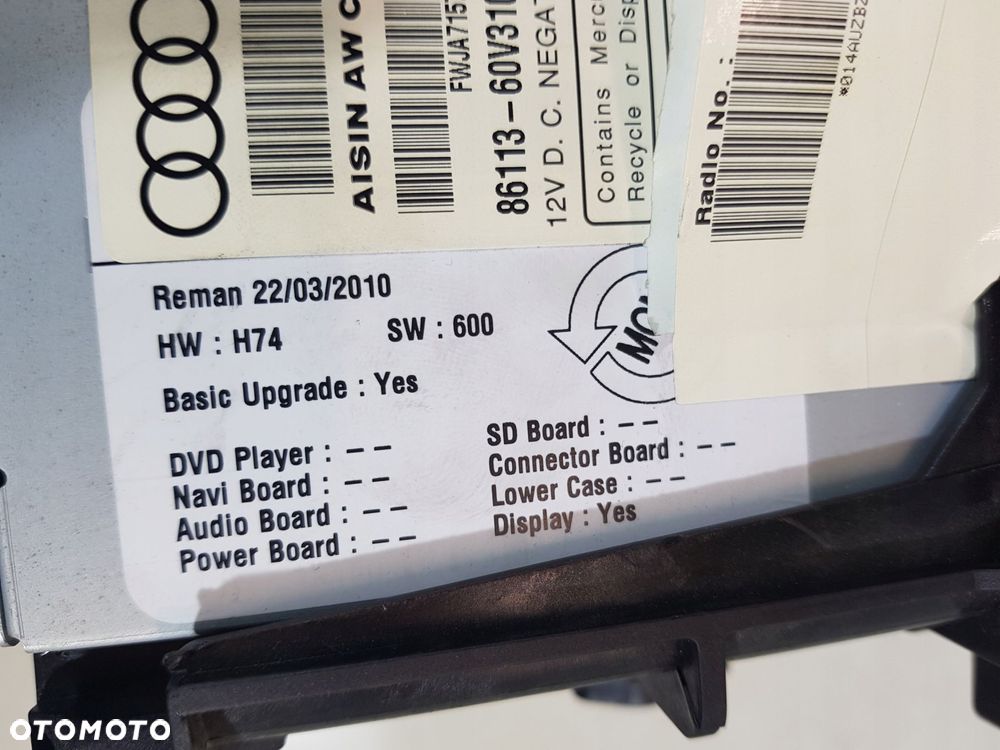 AISIN AW C
FWJA715
86113-60V310
12V D. C. NEGAT
Contains Merc
Recycle or Disp
Radio No. :
*014AUZBZ
Reman 22/03/2010
HW : H74
SW : 600
Basic Upgrade : Yes
DVD Player : - -
Navi Board : - -
Audio Board : - -
Power Board : - -
SD Board : - -
Connector Board : - -
Lower Case : - -
Display : Yes
OTOMOTO